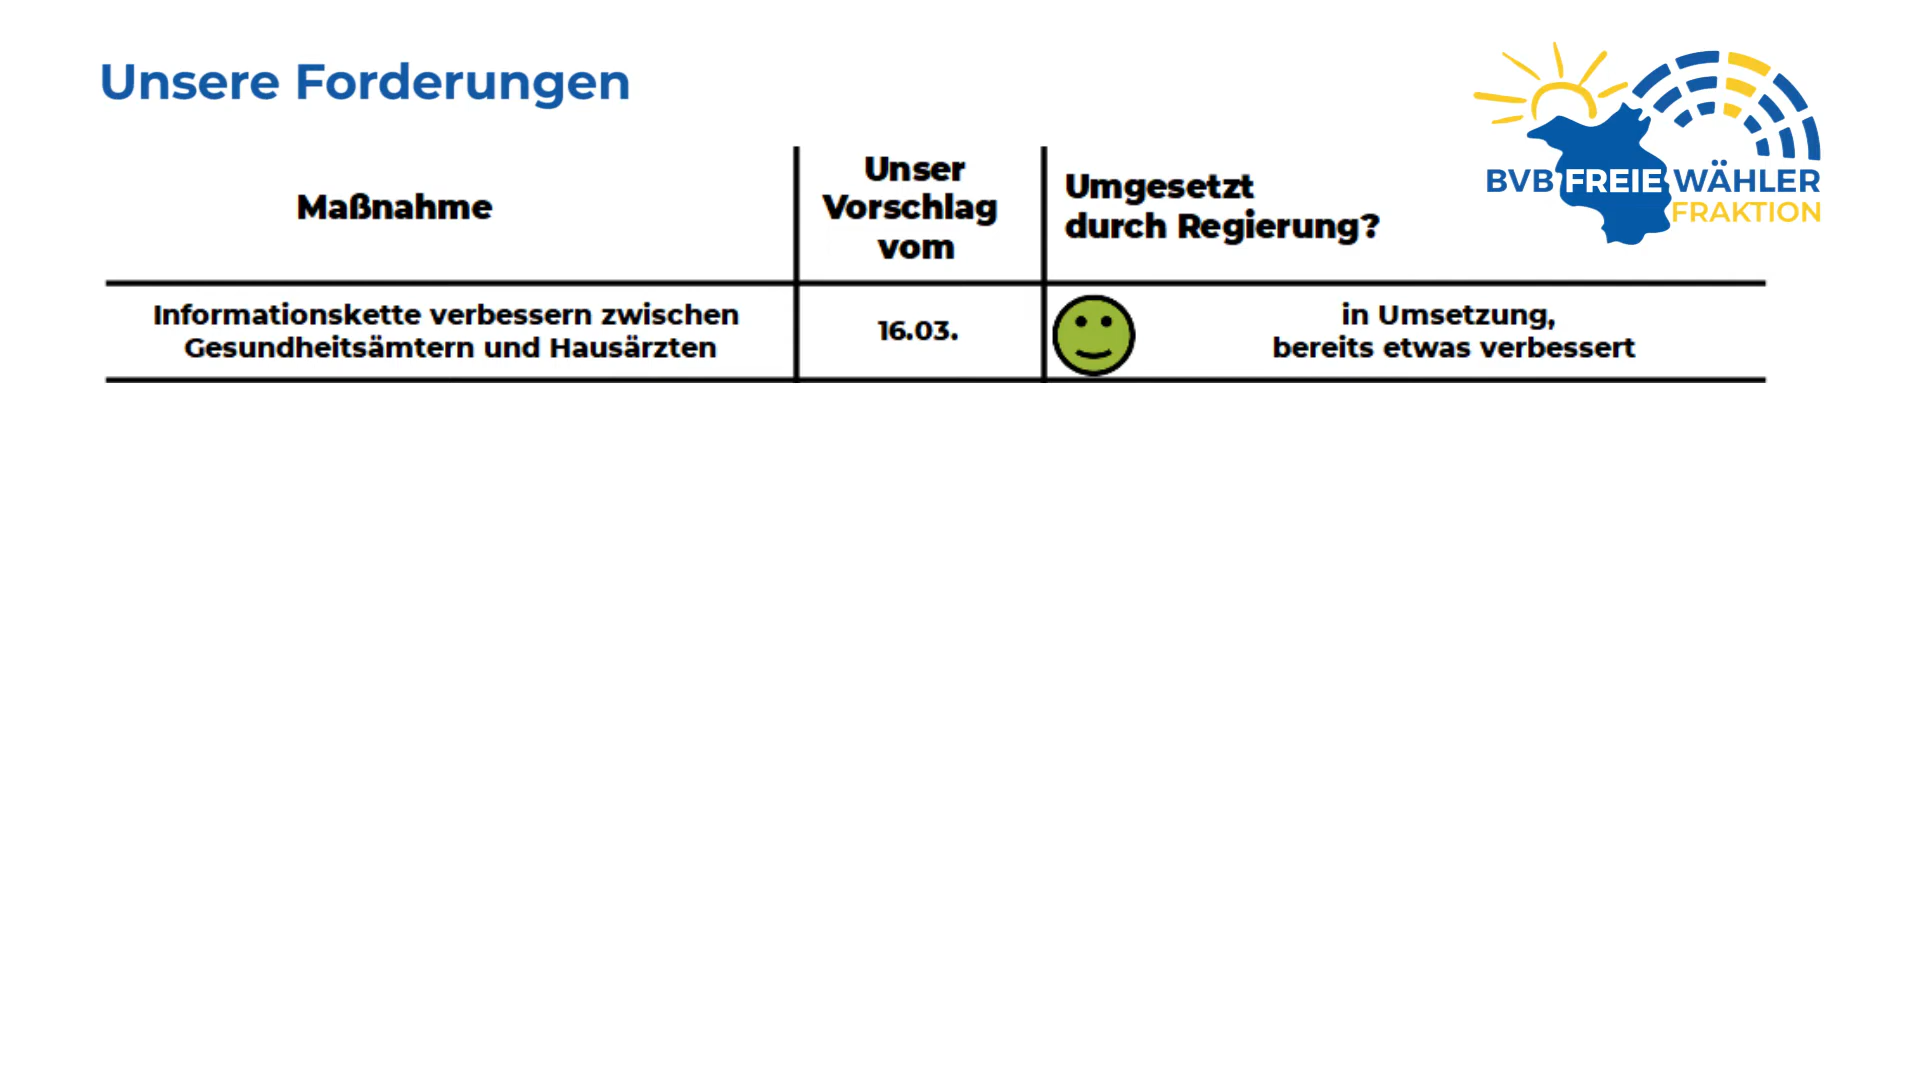 Unsere Forderungen
BVB FREIE WÄHLER
FRAKTION
Maßnahme
Unser
Vorschlag
vom
Umgesetzt
durch Regierung?
Informationskette verbessern zwischen
Gesundheitsämtern und Hausärzten
16.03.
in Umsetzung,
bereits etwas verbessert